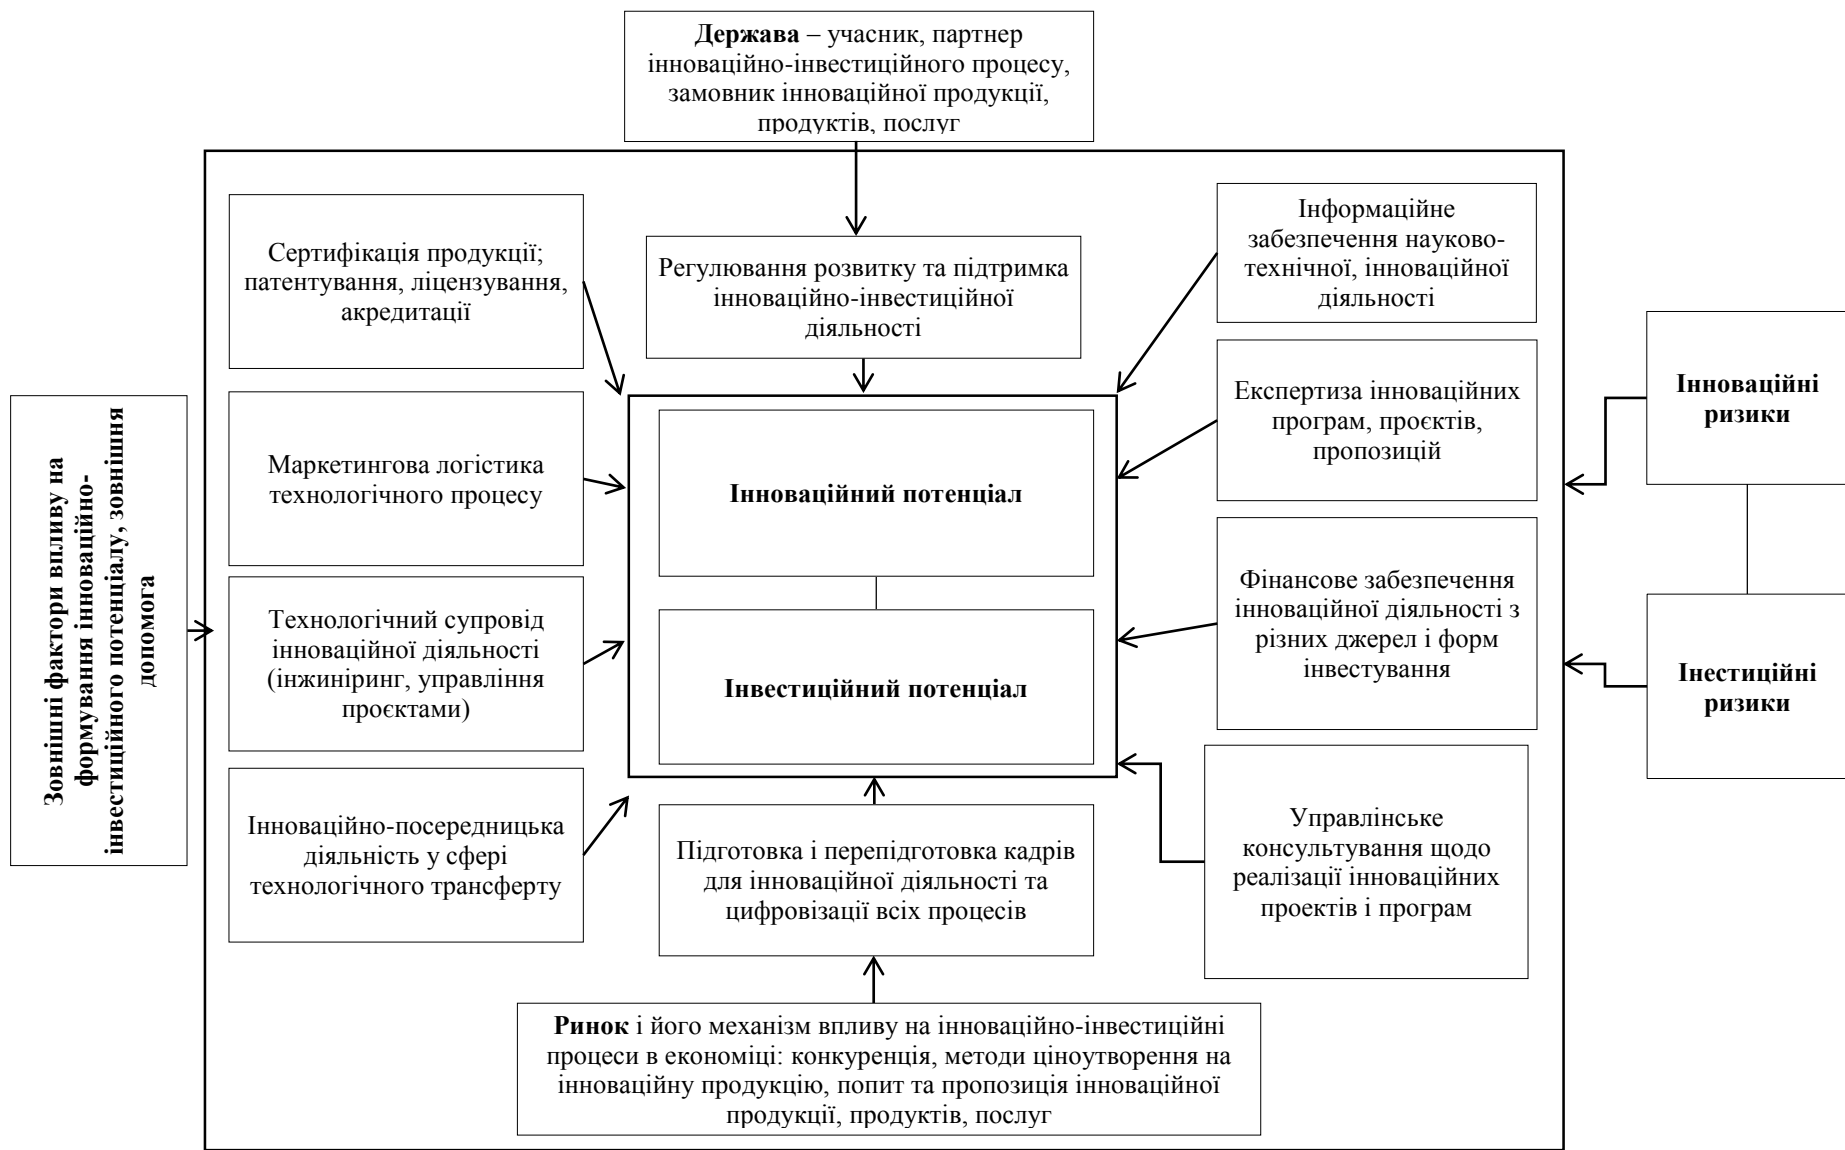 Держава – учасник, партнер
інноваційно-інвестиційного процесу,
замовник інноваційної продукції,
продуктів, послуг
Сертифікація продукції;
патентування, ліцензування,
акредитації
Регулювання розвитку та підтримка
інноваційно-інвестиційної
діяльності
Інформаційне
забезпечення науково-
технічної, інноваційної
діяльності
Зовнішні фактори впливу на
формування інноваційно-
інвестиційного потенціалу, зовнішня
допомога
Маркетингова логістика
технологічного процесу
Інноваційний потенціал
Експертиза інноваційних
програм, проєктів,
пропозицій
Інноваційні
ризики
Технологічний супровід
інноваційної діяльності
(інжиніринг, управління
проєктами)
Інвестиційний потенціал
Фінансове забезпечення
інноваційної діяльності з
різних джерел і форм
інвестування
Інестиційні
ризики
Інноваційно-посередницька
діяльність у сфері
технологічного трансферту
Підготовка і перепідготовка кадрів
для інноваційної діяльності та
цифровізації всіх процесів
Управлінське
консультування щодо
реалізації інноваційних
проектів і програм
Ринок і його механізм впливу на інноваційно-інвестиційні
процеси в економіці: конкуренція, методи ціноутворення на
інноваційну продукцію, попит та пропозиція інноваційної
продукції, продуктів, послуг